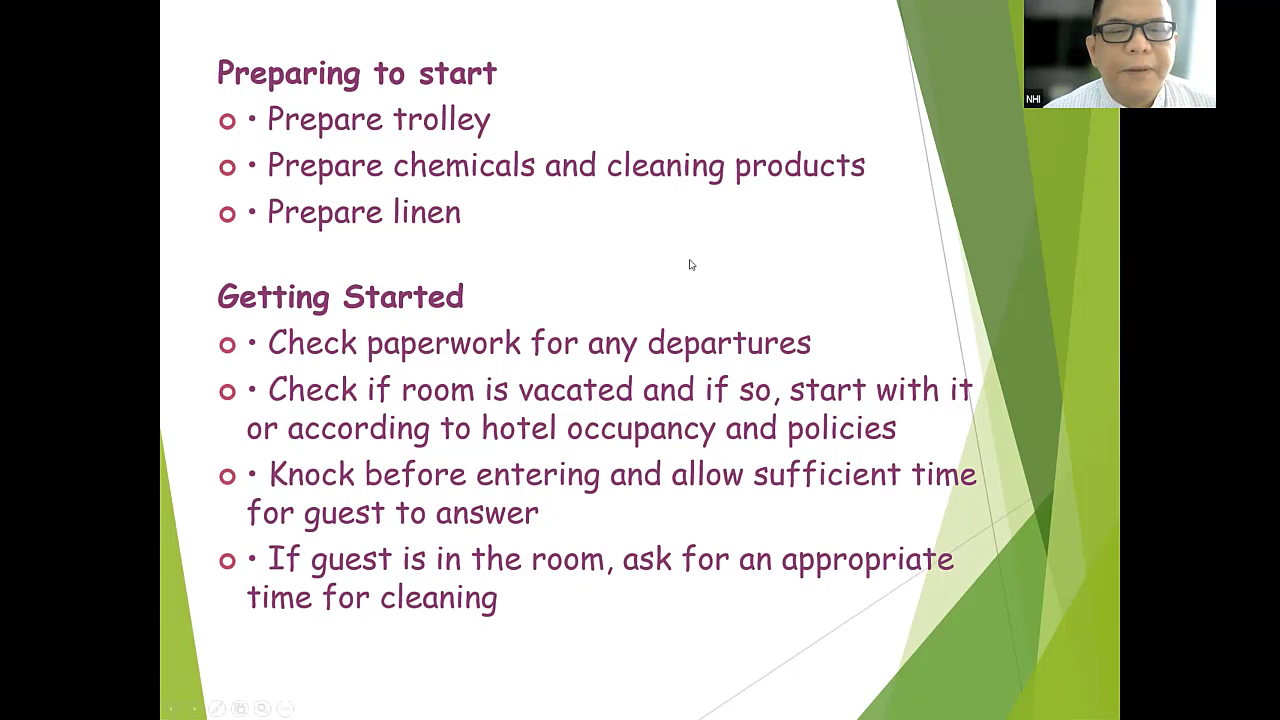 Preparing to start
• Prepare trolley
• Prepare chemicals and cleaning products
• Prepare linen
Getting Started
• Check paperwork for any departures
• Check if room is vacated and if so, start with it
or according to hotel occupancy and policies
• Knock before entering and allow sufficient time
for guest to answer
• If guest is in the room, ask for an appropriate
time for cleaning
NHI